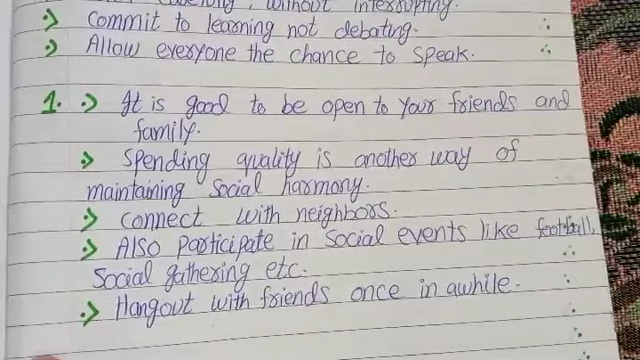 without interrupting.
:) Commit to learning not debating.
:) Allow everyone the chance to speak.
1. :) It is good to be open to your friends and
family.
:) Spending quality is another way of
maintaining social harmony.
:) Connect with neighbors.
:) Also participate in social events like football,
social gathering etc.
:) Hangout with friends once in awhile.